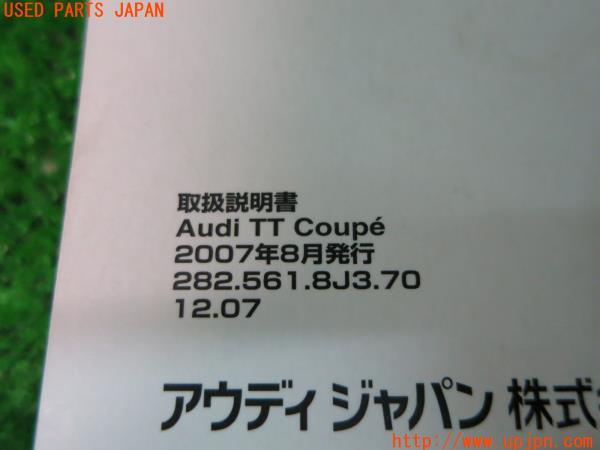 USED PARTS JAPAN
取扱説明書
Audi TT Coupé
2007年8月発行
282.561.8J3.70
12.07
アウディ ジャパン 株式
http://www.upjpn.com